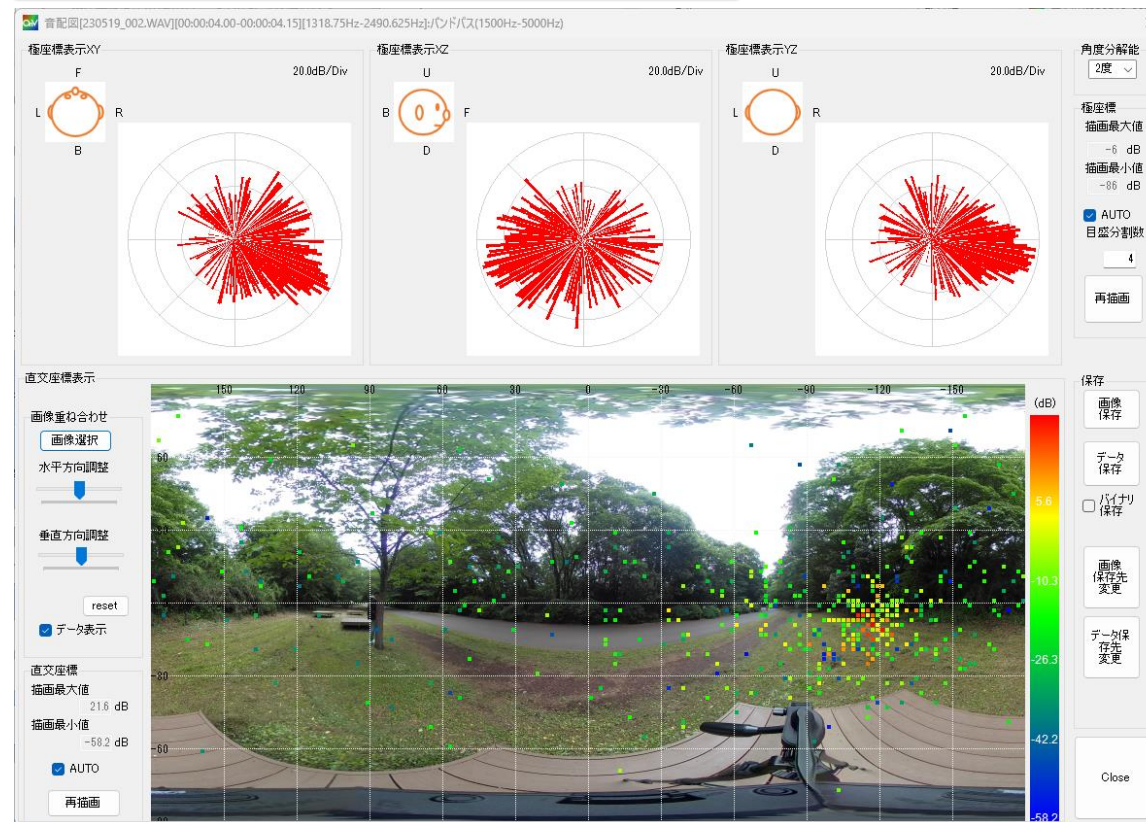 音配図[230519_002.WAV][00:00:04.00-00:00:04.15][1318.75Hz-2490.625Hz]:バンドパス(1500Hz-5000Hz)
極座標表示XY
F
20.0dB/Div
L
R
B
極座標表示XZ
U
20.0dB/Div
B
F
D
極座標表示YZ
U
20.0dB/Div
L
R
D
角度分解能
2度
極座標
描画最大値
-6 dB
描画最小値
-86 dB
AUTO
目盛分割数
4
再描画
直交座標表示
画像重ね合わせ
画像選択
水平方向調整
垂直方向調整
reset
データ表示
直交座標
描画最大値
21.6 dB
描画最小値
-58.2 dB
AUTO
再描画
150 120 90 60 30 0 -30 -60 -90 -120 -150
60
-30
-60
(dB)
5.6
-10.3
-26.3
-42.2
-58.2
保存
画像
保存
データ
保存
バイナリ
保存
画像
保存先
変更
データ保
存先
変更
Close